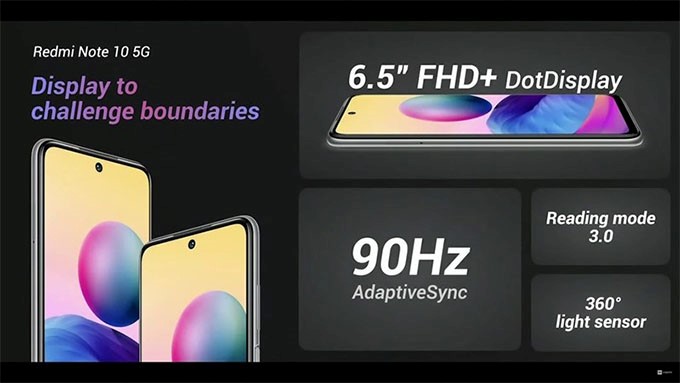 Redmi Note 10 5G
Display to
challenge boundaries
6.5" FHD+ DotDisplay
90Hz
AdaptiveSync
Reading mode
3.0
360°
light sensor